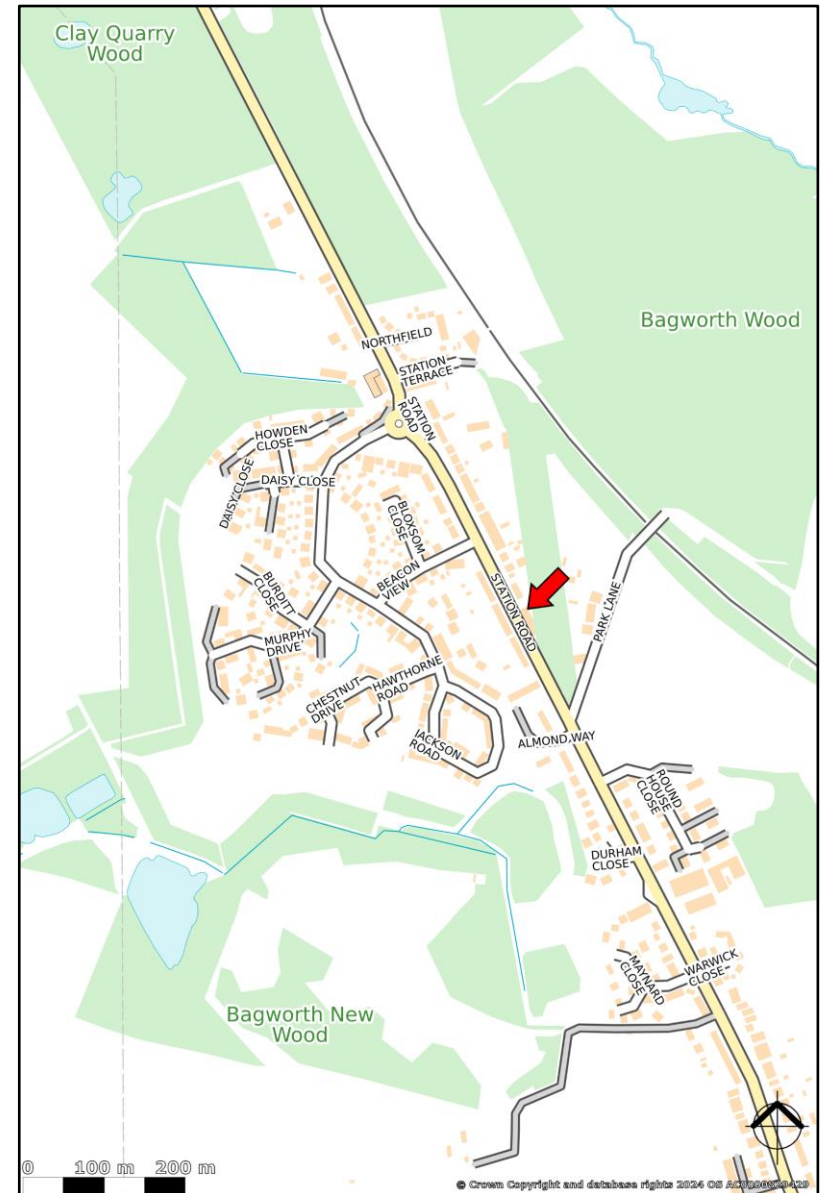 Clay Quarry
Wood
Bagworth Wood
NORTHFIELD
STATION
TERRACE
STATION
ROAD
HOWDEN
CLOSE
DAISY CLOSE
DAISY CLOSE
BLOXSOM
CLOSE
BEACON
VIEW
STATION ROAD
PARK LANE
BURDITT
CLOSE
MURPHY
DRIVE
CHESTNUT
DRIVE
HAWTHORNE
ROAD
JACKSON
ROAD
ALMOND WAY
ROUND
HOUSE
CLOSE
DURHAM
CLOSE
MAYNARD
CLOSE
WARWICK
CLOSE
Bagworth New
Wood
0 100 m 200 m
© Crown Copyright and database rights 2024 OS